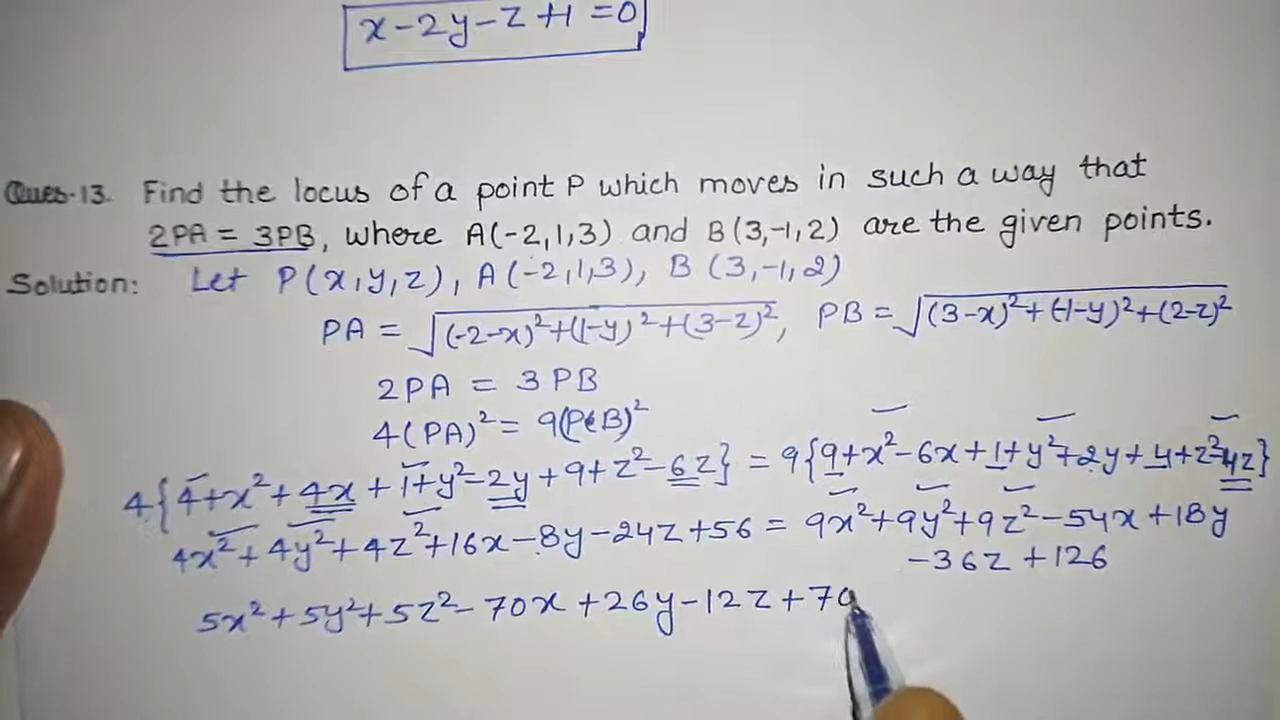 x-2y-z+1=0
Ques.13. Find the locus of a point P which moves in such a way that
2PA = 3PB, where A(-2,1,3) and B(3,-1,2) are the given points.
Solution: Let P(x,y,z), A(-2,1,3), B(3,-1,2)
PA = √(-2-x)²+(1-y)²+(3-z)², PB = √(3-x)²+(-1-y)²+(2-z)²
2PA = 3PB
4(PA)² = 9(PB)²
4{4+x²+4x+1+y²-2y+9+z²-6z} = 9{9+x²-6x+1+y²+2y+4+z²-4z}
4x²+4y²+4z²+16x-8y-24z+56 = 9x²+9y²+9z²-54x+18y
-36z+126
5x²+5y²+5z²-70x+26y-12z+70